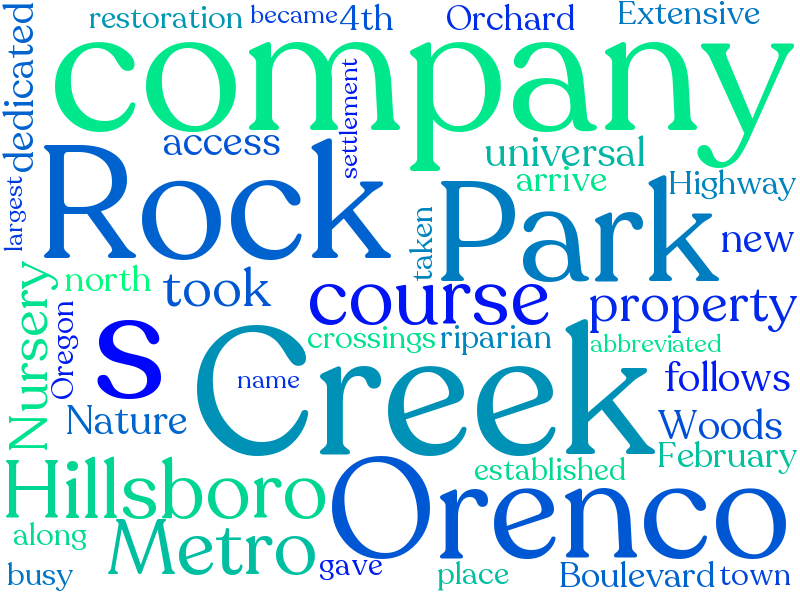 restoration became 4th Orchard Extensive
dedicated
company
access
settlement
universal
largest
Rock
arrive
Highway
taken
Park
new
north
took
Nursery
Oregon
course
property
s
crossings riparian
abbreviated
name
Creek
follows
Nature
Woods
February
Hillsboro
Orenco
established
along
Metro
busy
gave
place
Boulevard town